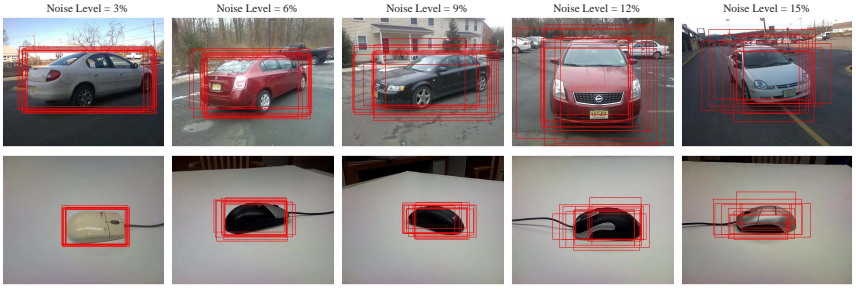 Noise Level = 3%
Noise Level = 6%
Noise Level = 9%
Noise Level = 12%
Noise Level = 15%